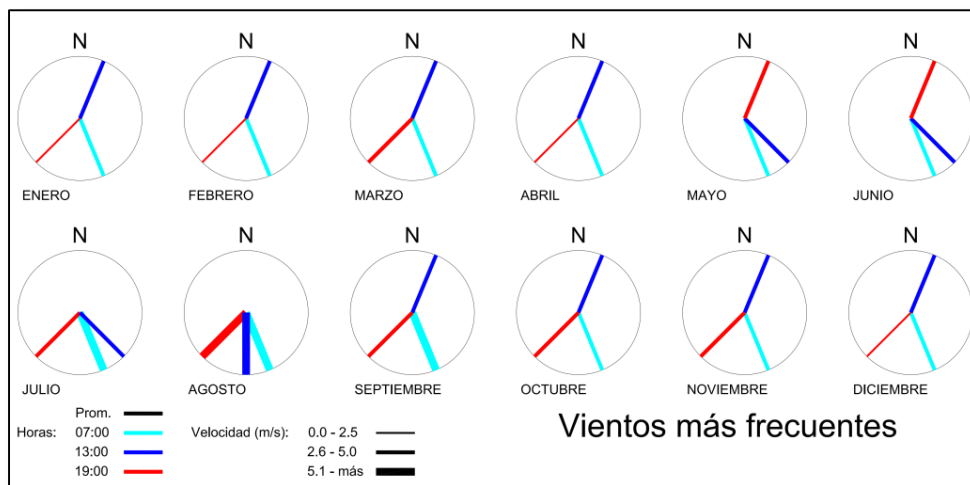 N N N N N N
ENERO FEBRERO MARZO ABRIL MAYO JUNIO
N N N N N N
JULIO AGOSTO SEPTIEMBRE OCTUBRE NOVIEMBRE DICIEMBRE
Prom.
Horas: 07:00 Velocidad (m/s): 0.0 - 2.5
13:00 2.6 - 5.0
19:00 5.1 - más
Vientos más frecuentes